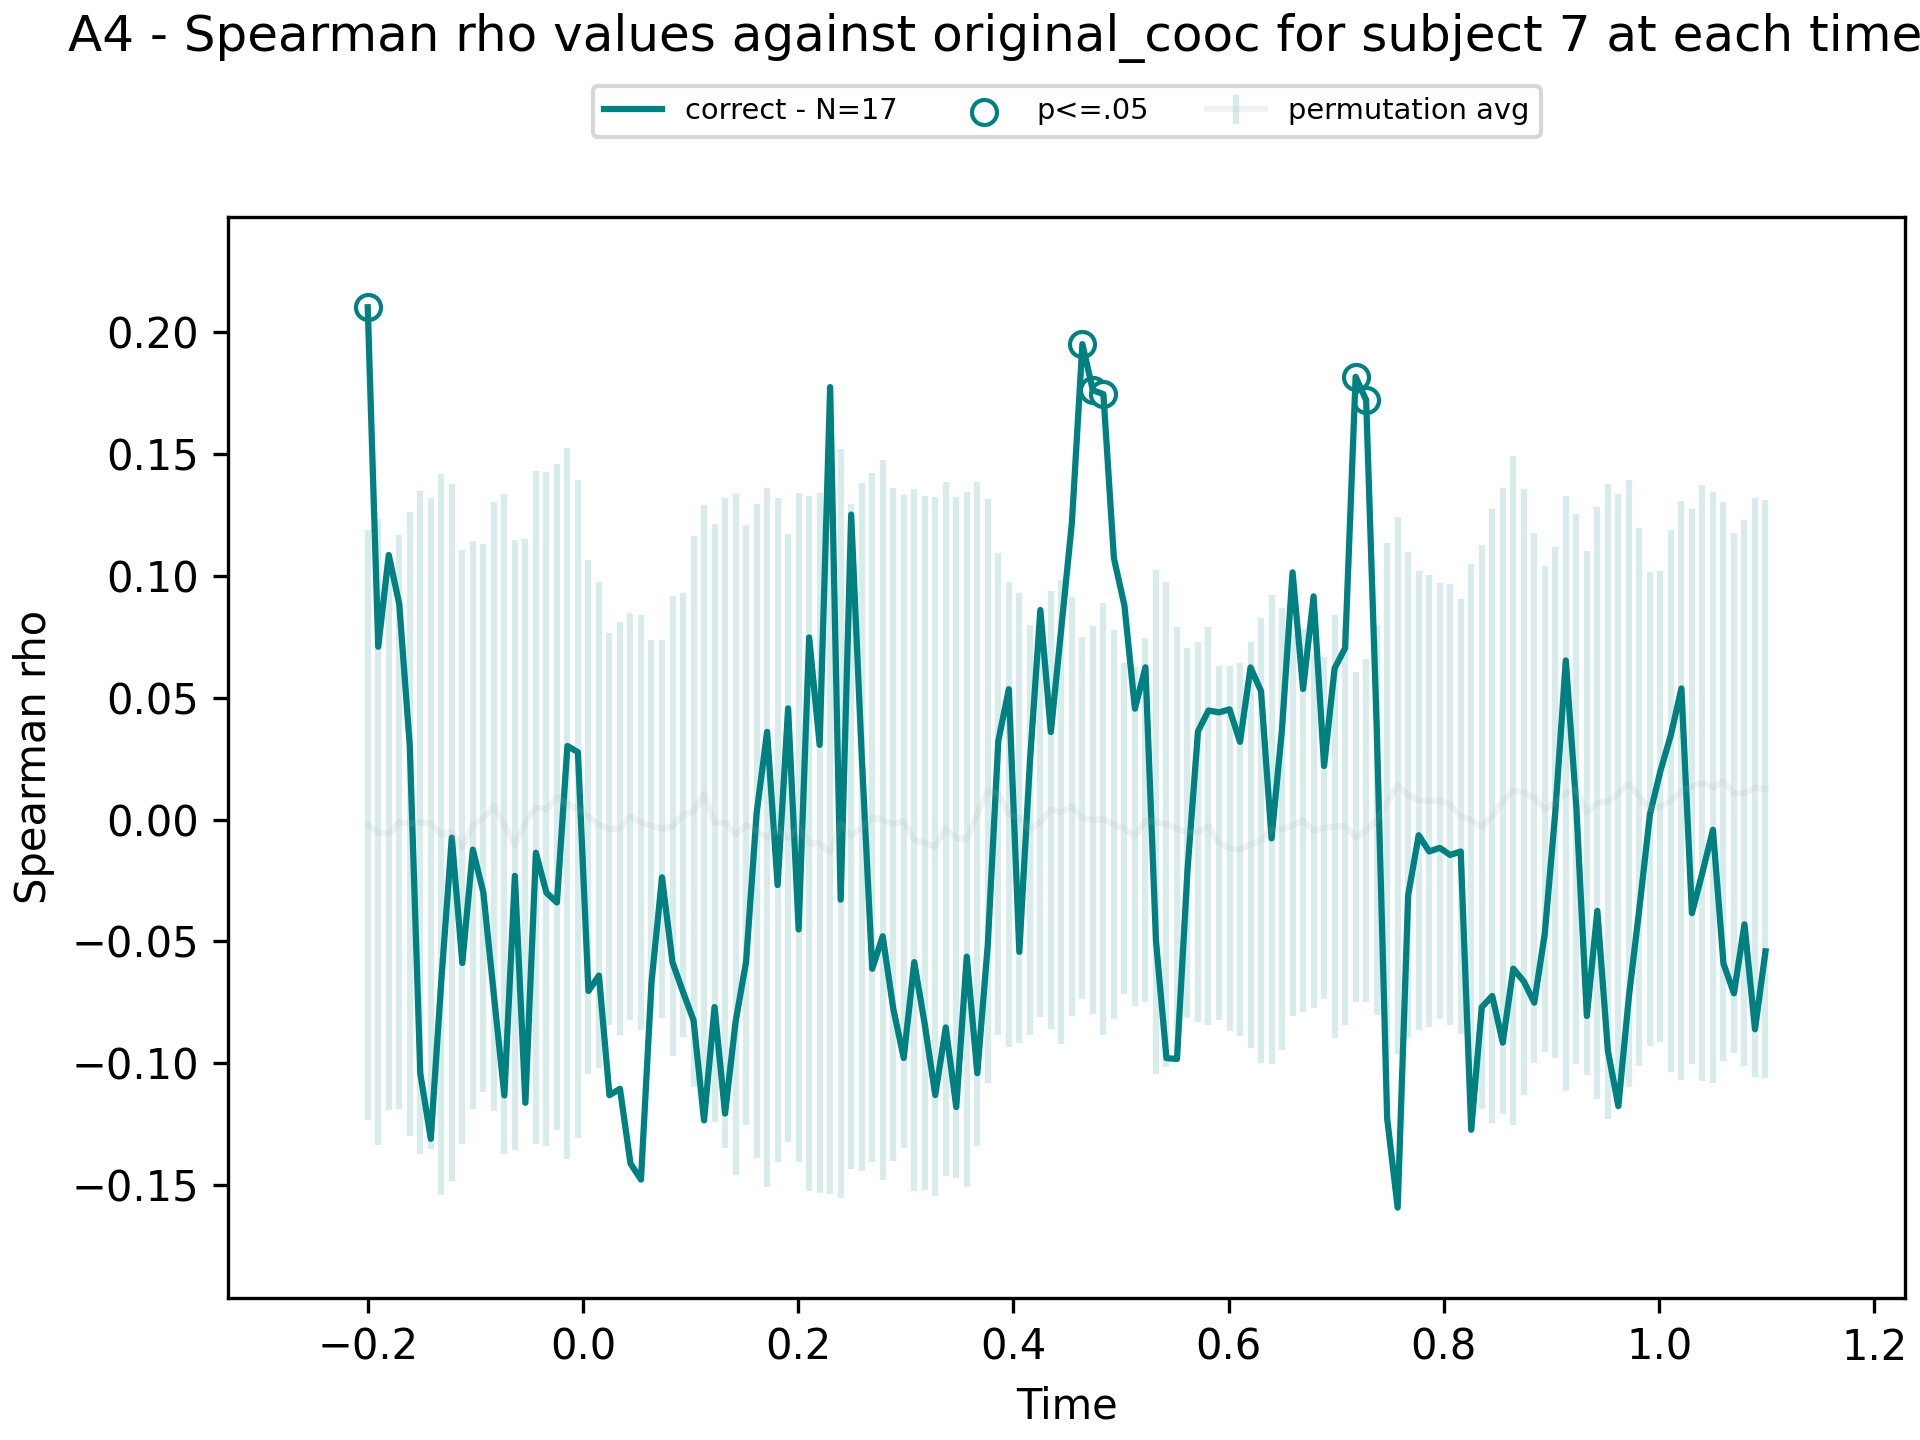 A4 - Spearman rho values against original_cooc for subject 7 at each time
correct - N=17 p<=.05 permutation avg
0.20
0.15
0.10
0.05
0.00
−0.05
−0.10
−0.15
Spearman rho
−0.2 0.0 0.2 0.4 0.6 0.8 1.0 1.2
Time